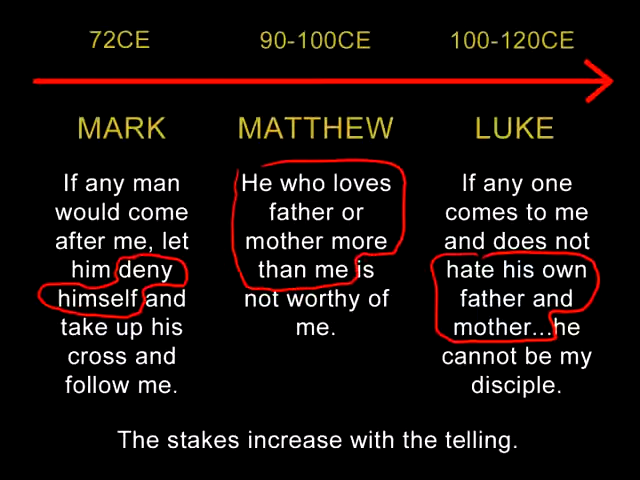 72CE 90-100CE 100-120CE
MARK MATTHEW LUKE
If any man
would come
after me, let
him deny
himself and
take up his
cross and
follow me.
He who loves
father or
mother more
than me is
not worthy of
me.
If any one
comes to me
and does not
hate his own
father and
mother...he
cannot be my
disciple.
The stakes increase with the telling.